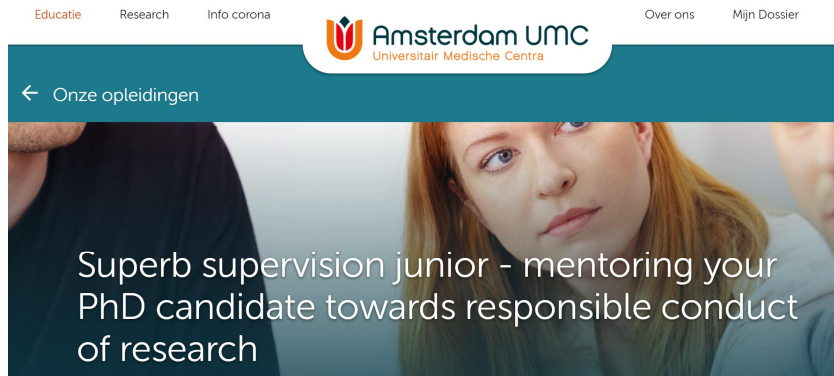 Educatie Research Info corona Over ons Mijn Dossier
Amsterdam UMC
Universitair Medische Centra
← Onze opleidingen
Superb supervision junior - mentoring your
PhD candidate towards responsible conduct
of research